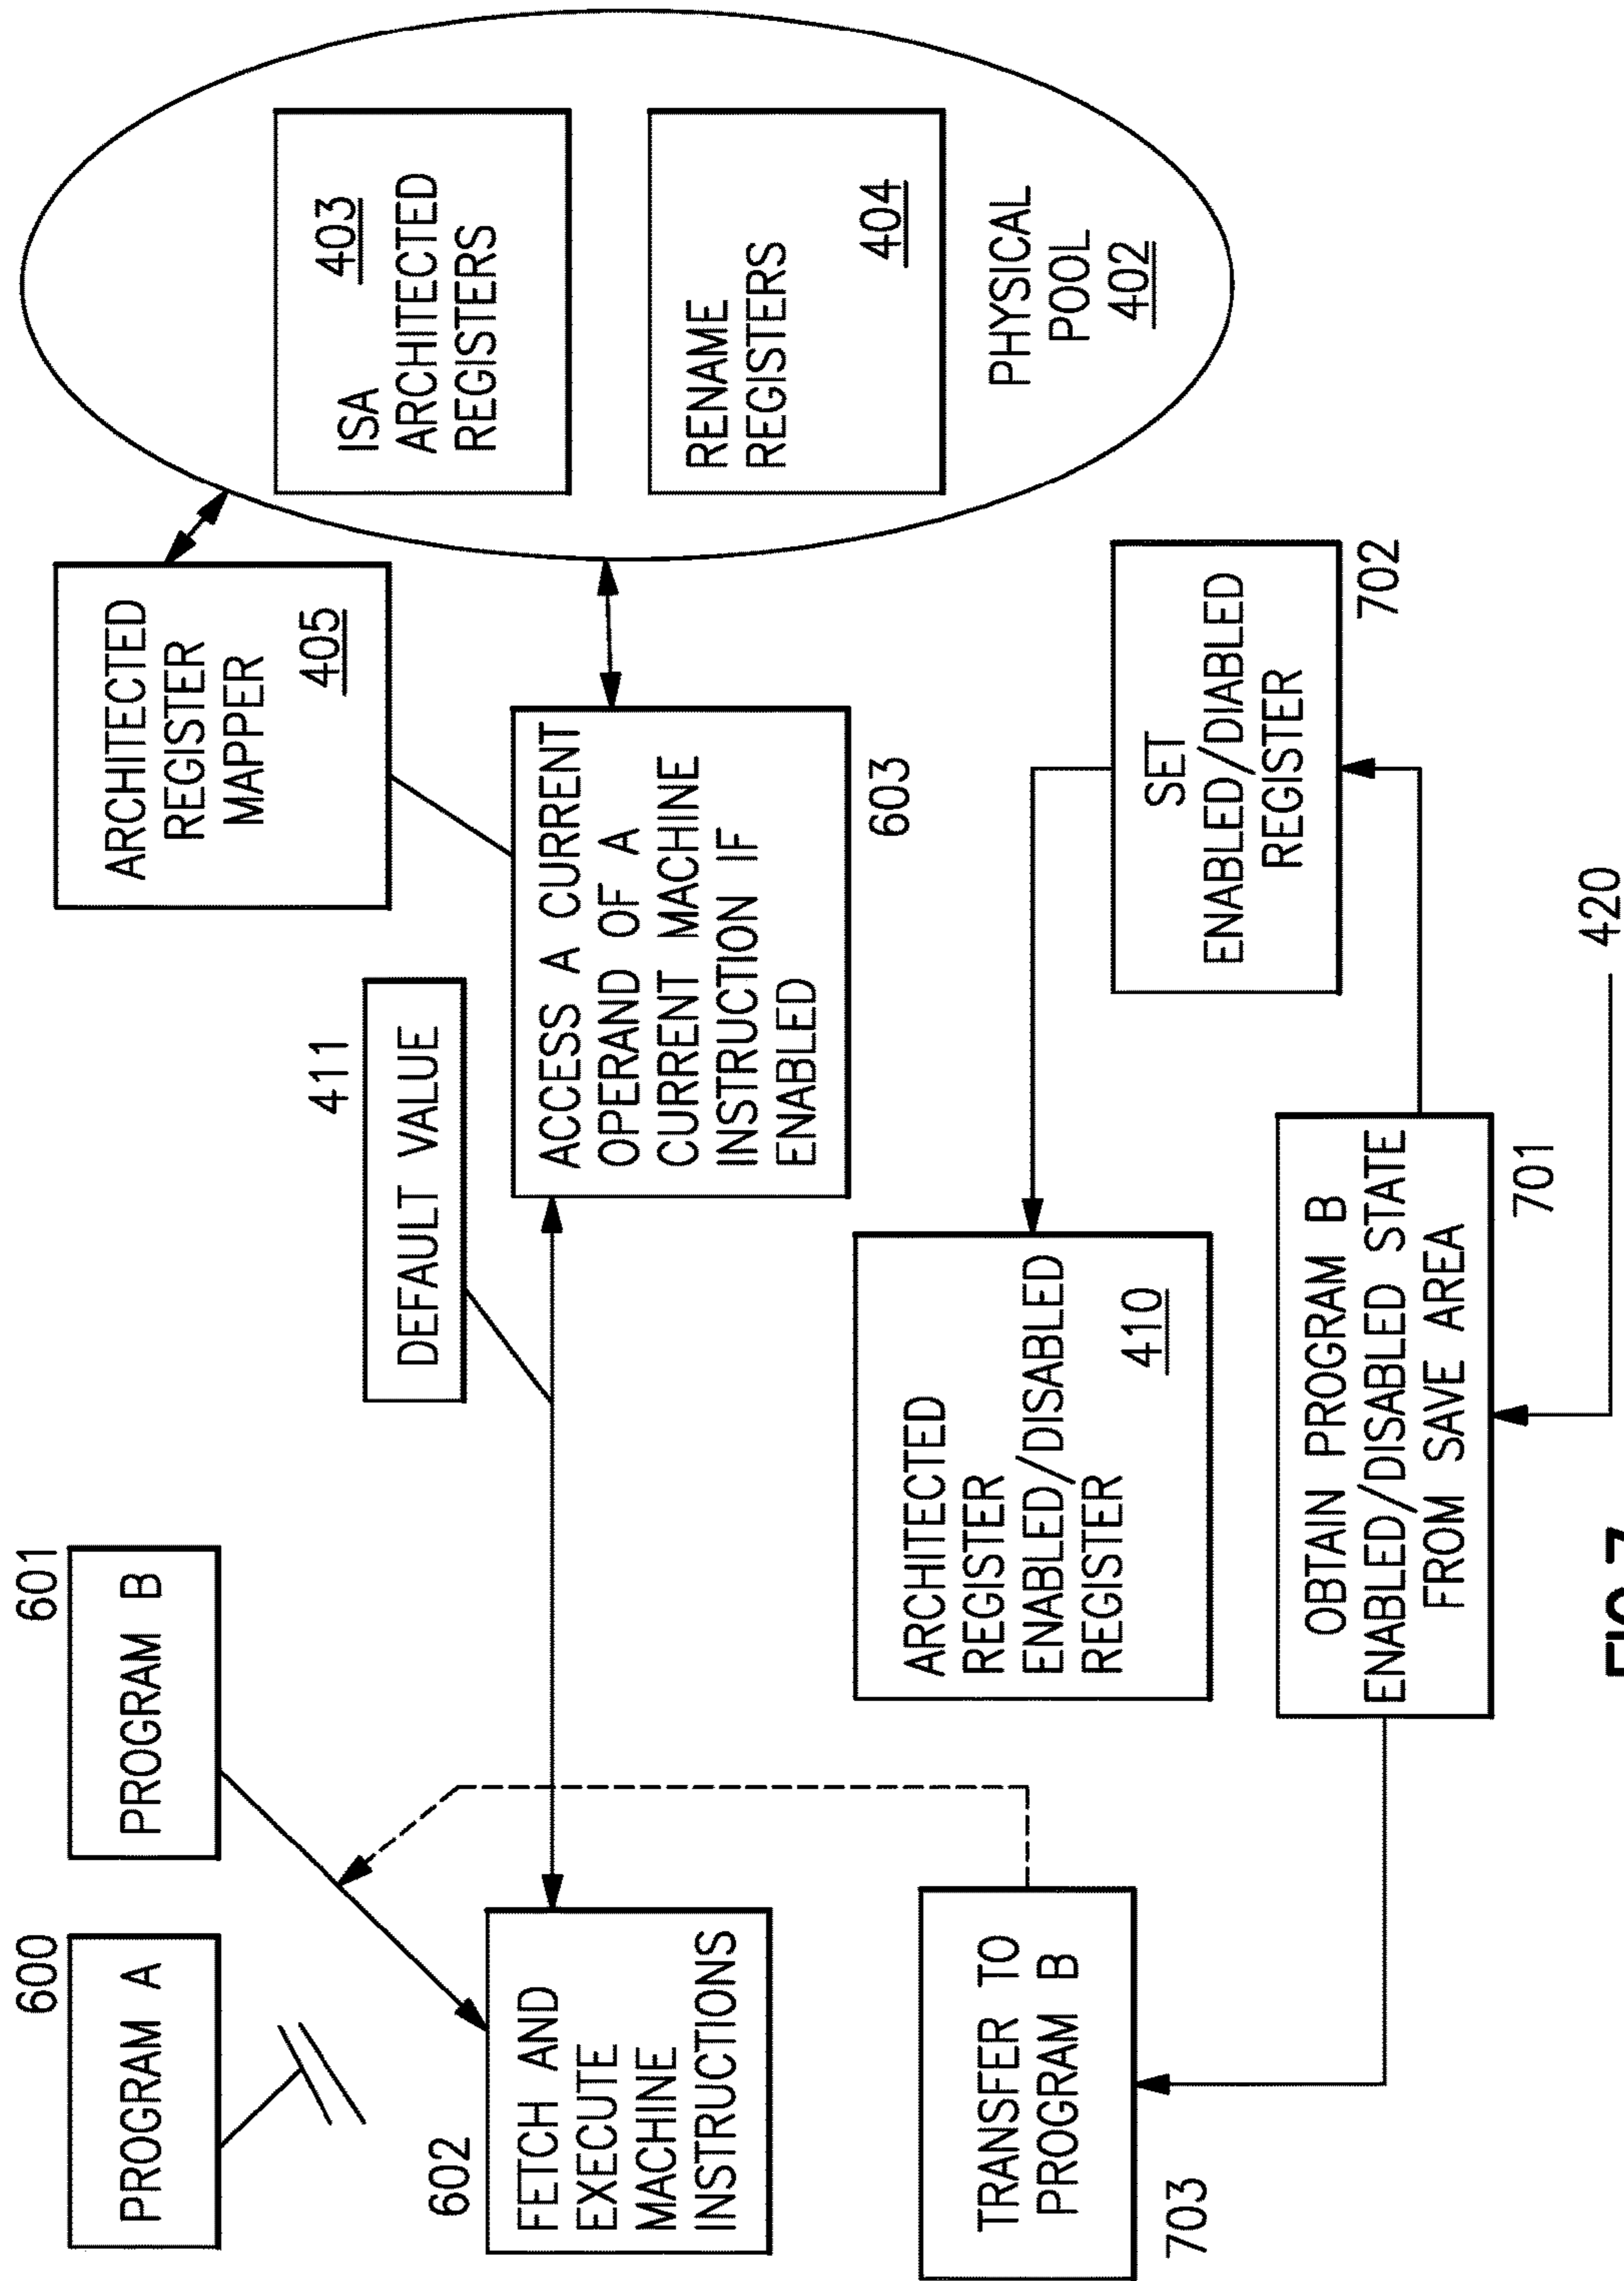 600
PROGRAM A
601
PROGRAM B
602
FETCH AND
EXECUTE
MACHINE
INSTRUCTIONS
411
DEFAULT VALUE
ARCHITECTED
REGISTER
MAPPER
405
ACCESS A CURRENT
OPERAND OF A
CURRENT MACHINE
INSTRUCTION IF
ENABLED
603
ISA
403
ARCHITECTED
REGISTERS
RENAME
REGISTERS
404
PHYSICAL
POOL
402
703
TRANSFER TO
PROGRAM B
ARCHITECTED
REGISTER
ENABLED/DISABLED
REGISTER
410
SET
ENABLED/DIABLED
REGISTER
702
OBTAIN PROGRAM B
ENABLED/DISABLED STATE
FROM SAVE AREA
701
420
FIG.7